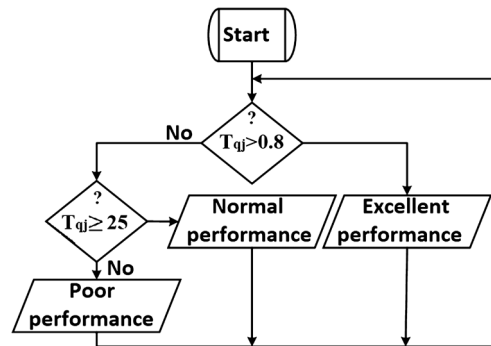 Start
?
Tqj>0.8
No
?
Tqj≥ 25
Normal
performance
Excellent
performance
No
Poor
performance